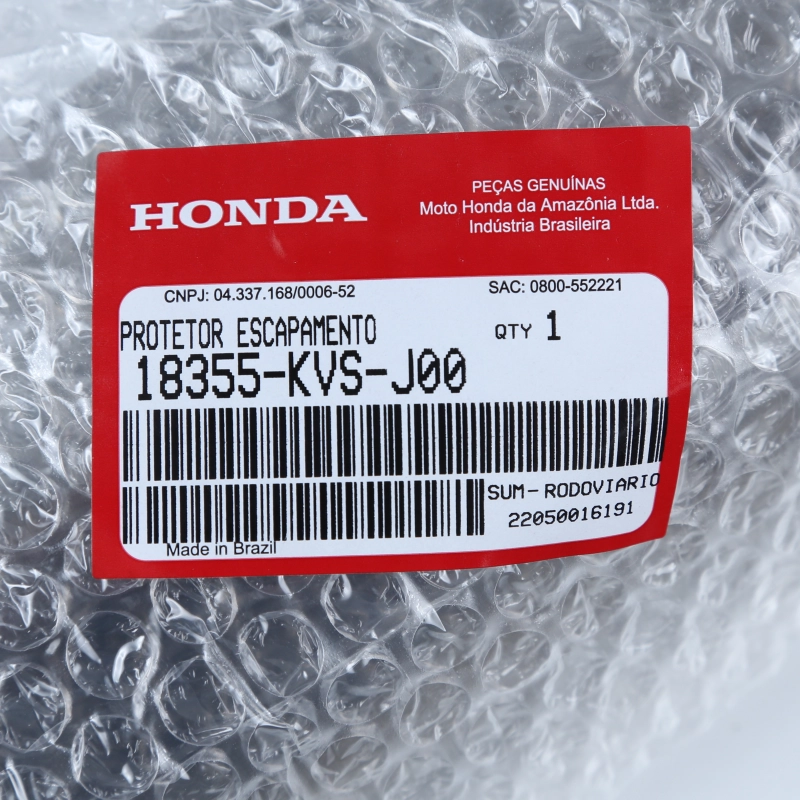 HONDA
PEÇAS GENUÍNAS
Moto Honda da Amazônia Ltda.
Indústria Brasileira
CNPJ: 04.337.168/0006-52
SAC: 0800-552221
PROTETOR ESCAPAMENTO
QTY 1
18355-KVS-J00
SUM-RODOVIARIO
22050016191
Made in Brazil